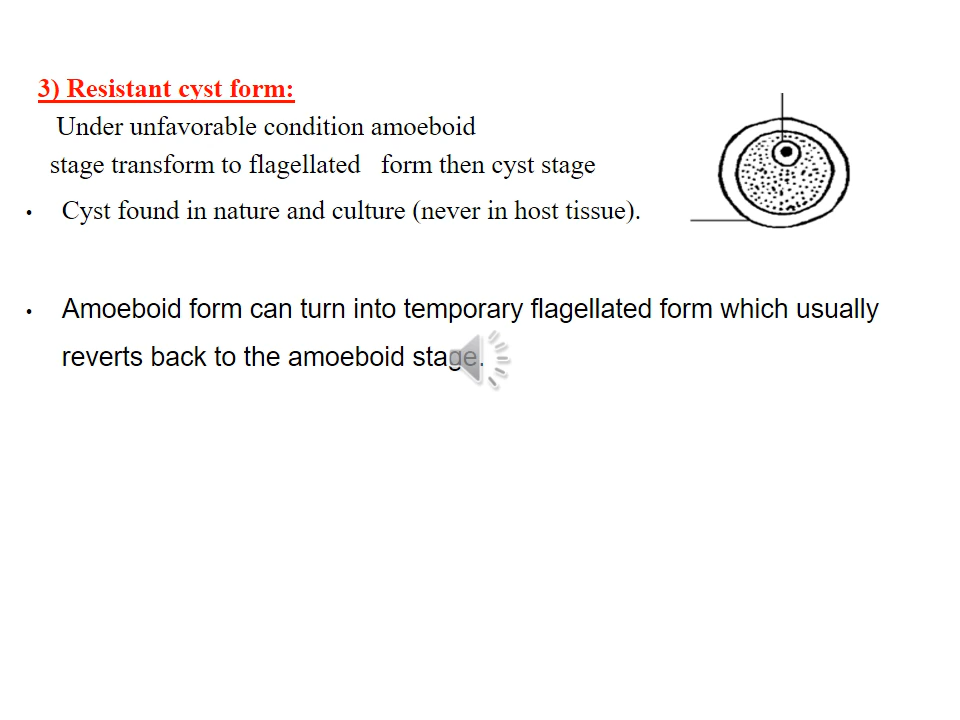 3) Resistant cyst form:
Under unfavorable condition amoeboid
stage transform to flagellated form then cyst stage
• Cyst found in nature and culture (never in host tissue).
• Amoeboid form can turn into temporary flagellated form which usually
reverts back to the amoeboid stage.